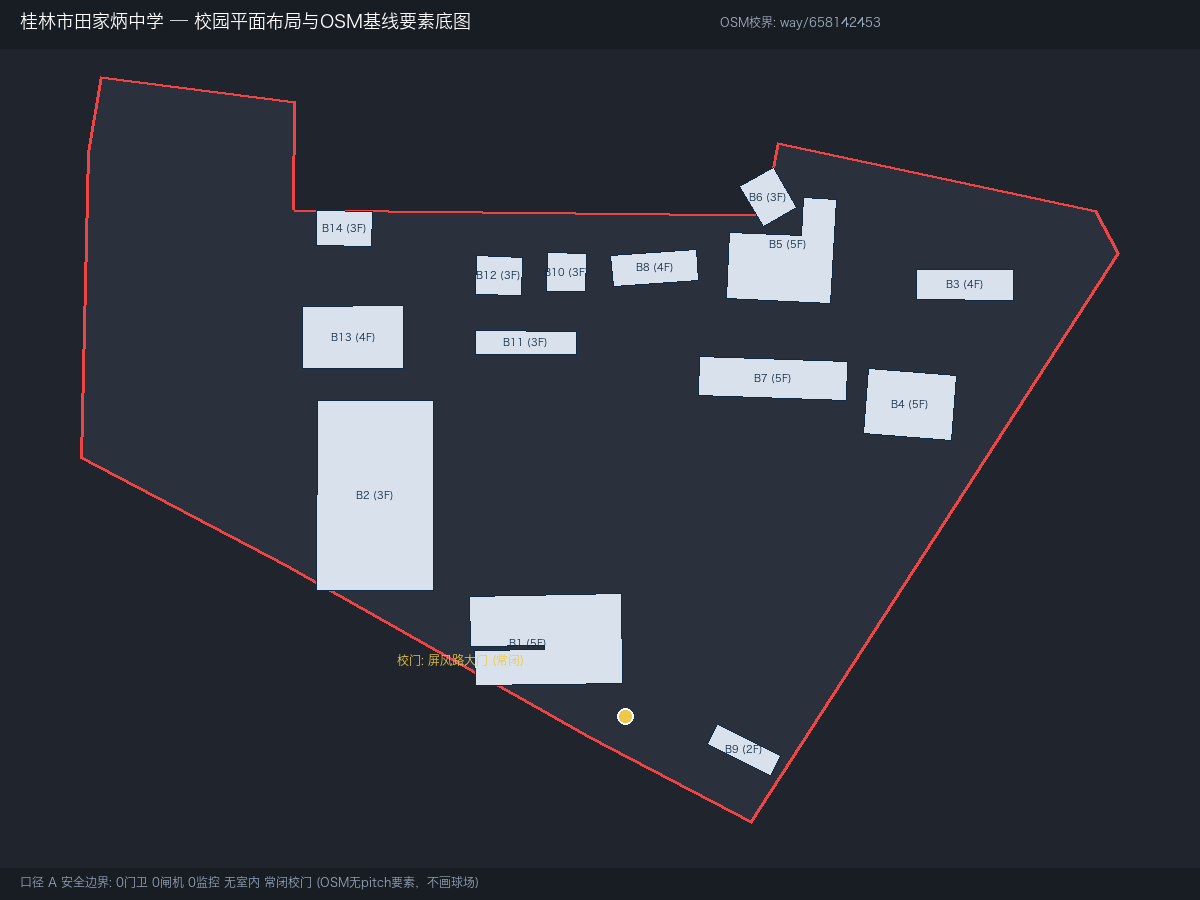 桂林市田家炳中学 — 校园平面布局与OSM基线要素底图
OSM校界: way/658142453
B6 (3F)
B14 (3F)
B5 (5F)
B12 (3F)
B10 (3F)
B8 (4F)
B3 (4F)
B13 (4F)
B11 (3F)
B7 (5F)
B4 (5F)
B2 (3F)
B1 (5F)
校门: 屏风路大门 (常闭)
B9 (2F)
口径 A 安全边界: 0门卫 0闸机 0监控 无室内 常闭校门 (OSM无pitch要素，不画球场)